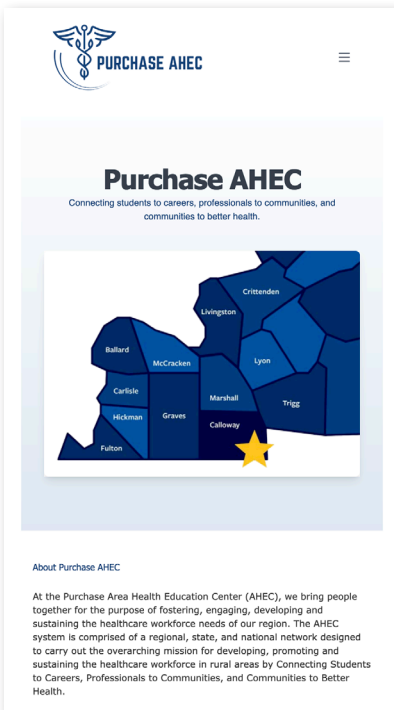 PURCHASE AHEC
Purchase AHEC
Connecting students to careers, professionals to communities, and
communities to better health.
Crittenden
Livingston
Ballard
McCracken
Lyon
Carlisle
Marshall
Trigg
Hickman
Graves
Calloway
Fulton
About Purchase AHEC
At the Purchase Area Health Education Center (AHEC), we bring people
together for the purpose of fostering, engaging, developing and
sustaining the healthcare workforce needs of our region. The AHEC
system is comprised of a regional, state, and national network designed
to carry out the overarching mission for developing, promoting and
sustaining the healthcare workforce in rural areas by Connecting Students
to Careers, Professionals to Communities, and Communities to Better
Health.